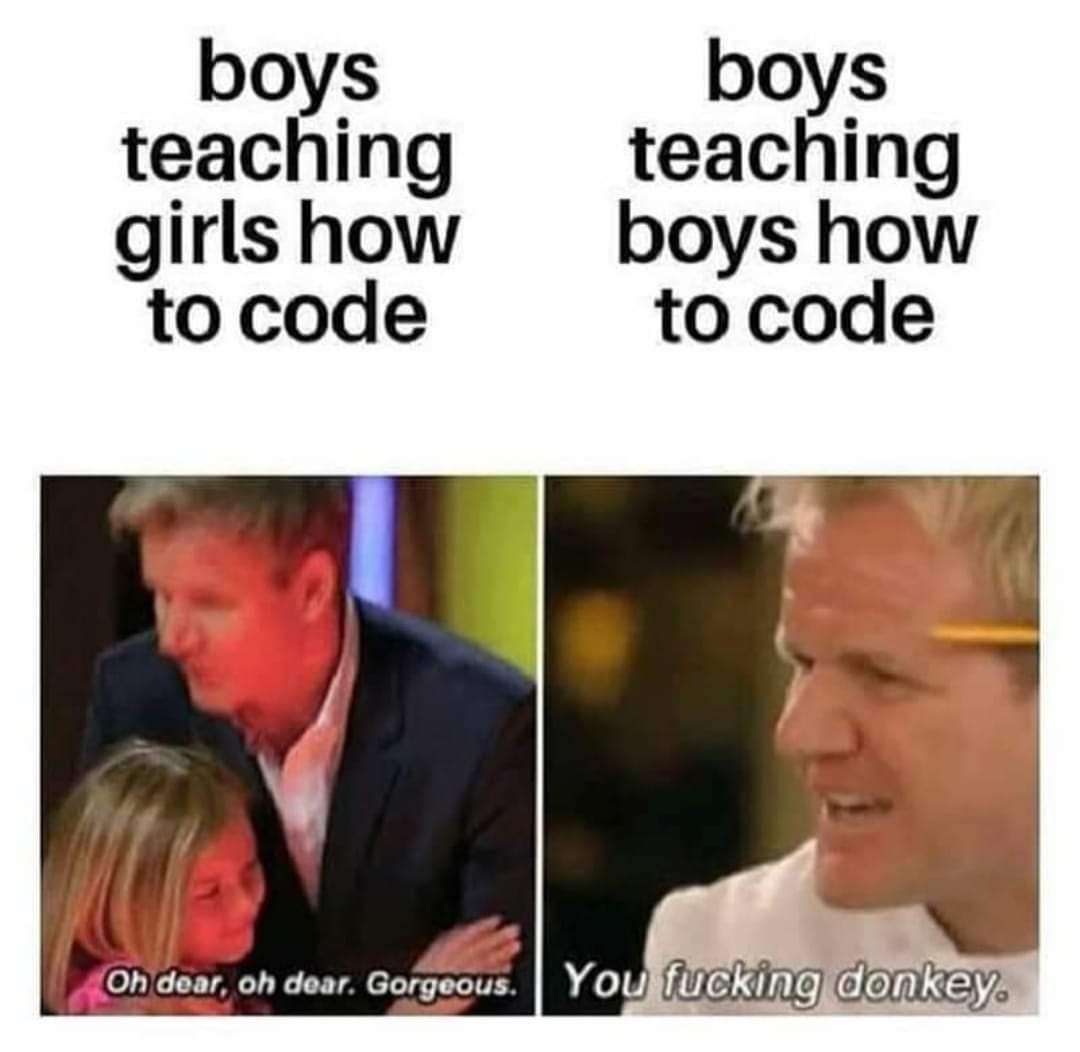 boys
teaching
girls how
to code
boys
teaching
boys how
to code
Oh dear, oh dear. Gorgeous.
You fucking donkey.